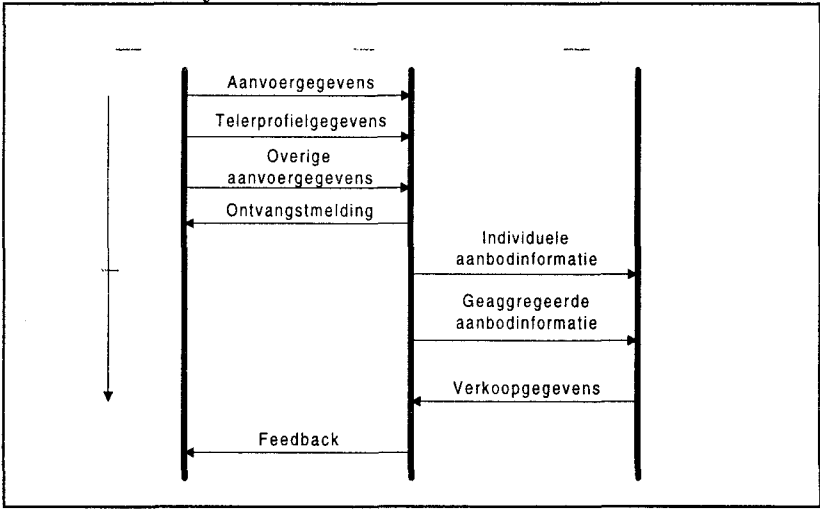 Aanvoergegevens
Telerprofielgegevens
Overige
aanvoergegevens
Ontvangstmelding
Individuele
aanbodinformatie
Geaggregeerde
aanbodinformatie
Verkoopgegevens
Feedback